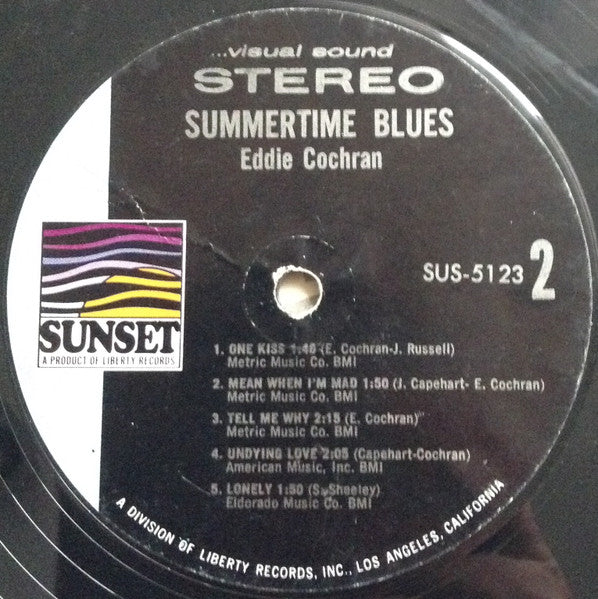 ...visual sound
STEREO
SUMMERTIME BLUES
Eddie Cochran
SUS-5123 2
SUNSET
A PRODUCT OF LIBERTY RECORDS
1. ONE KISS 1:48 (E. Cochran-J. Russell)
Metric Music Co. BMI
2. MEAN WHEN I'M MAD 1:50 (J. Capehart- E. Cochran)
Metric Music Co. BMI
3. TELL ME WHY 2:15 (E. Cochran)
Metric Music Co. BMI
4. UNDYING LOVE 2:05 (Capehart-Cochran)
American Music, Inc. BMI
5. LONELY 1:50 (S. Sheeley)
Eldorado Music Co. BMI
A DIVISION OF LIBERTY RECORDS, INC., LOS ANGELES, CALIFORNIA